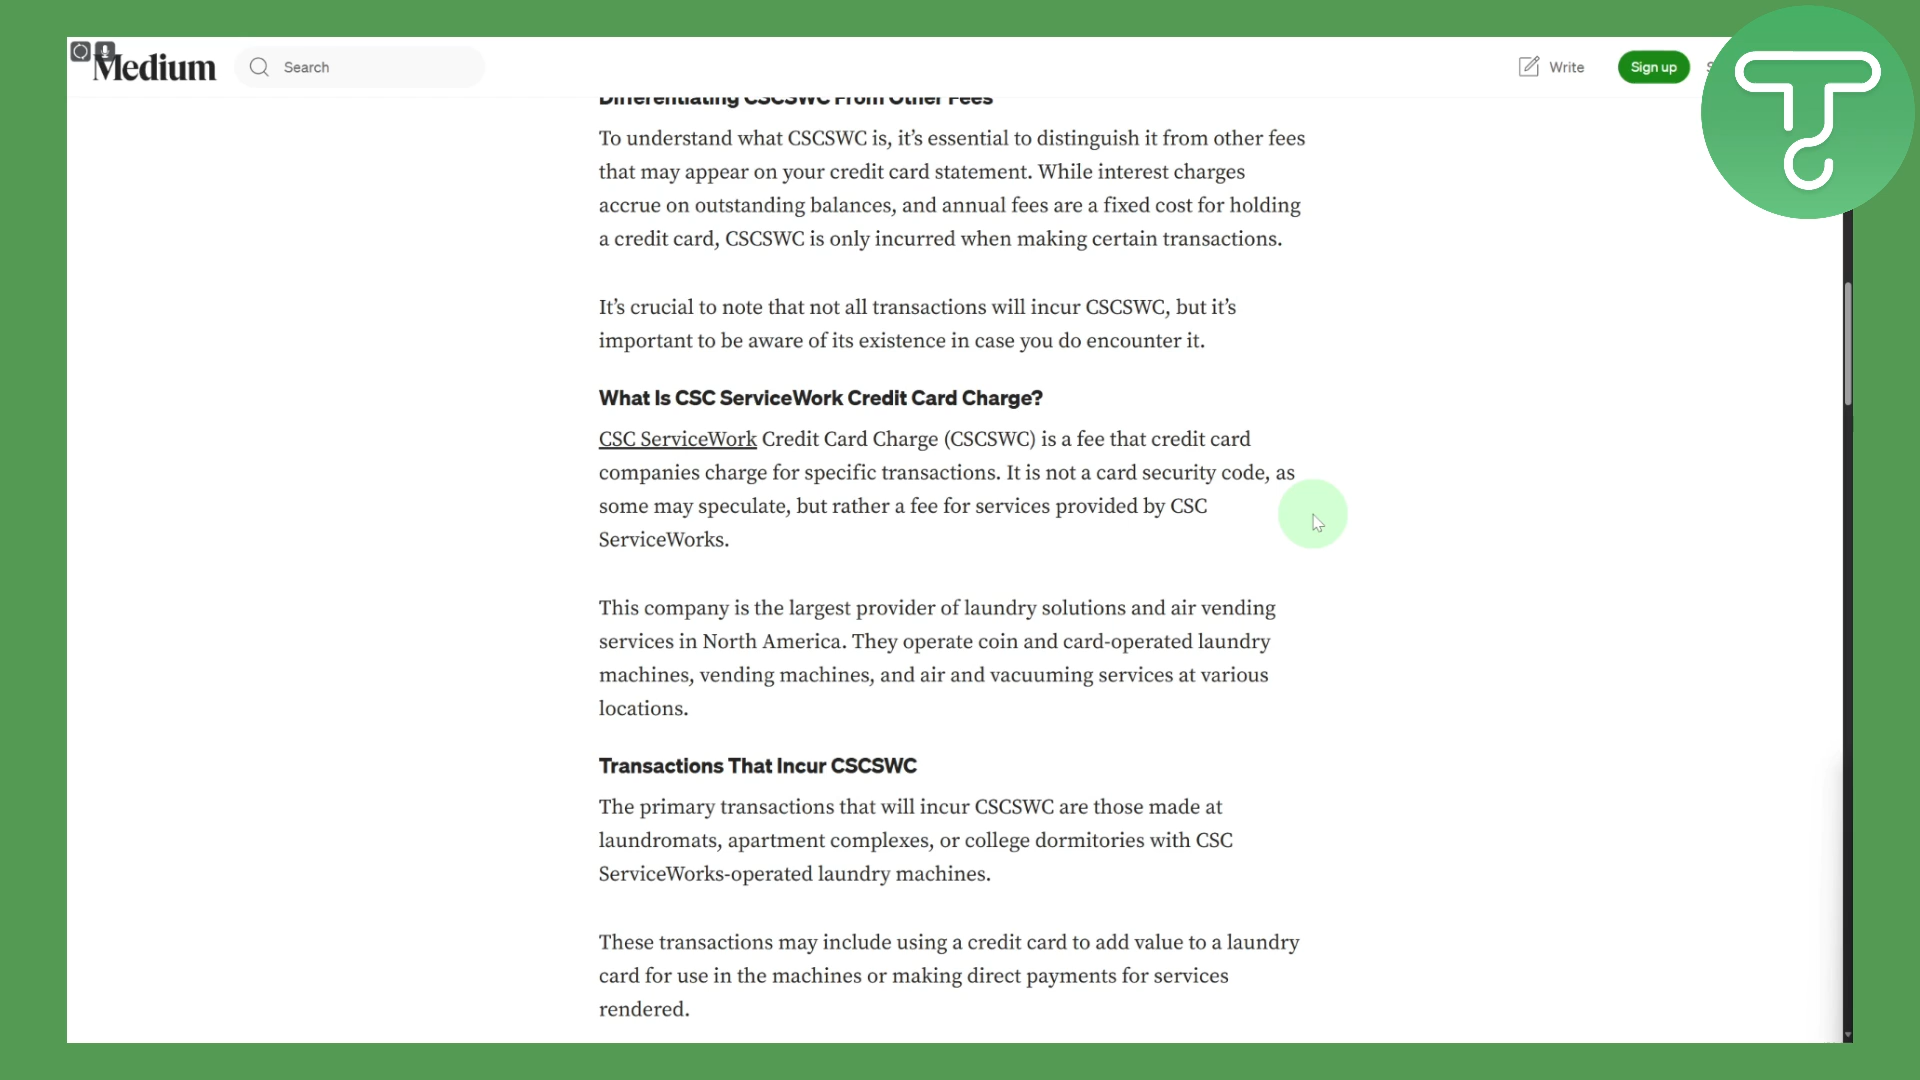 Medium
Search
Write
Sign up
Differentiating CSCSWC From Other Fees
To understand what CSCSWC is, it’s essential to distinguish it from other fees
that may appear on your credit card statement. While interest charges
accrue on outstanding balances, and annual fees are a fixed cost for holding
a credit card, CSCSWC is only incurred when making certain transactions.
It’s crucial to note that not all transactions will incur CSCSWC, but it’s
important to be aware of its existence in case you do encounter it.
What Is CSC ServiceWork Credit Card Charge?
CSC ServiceWork Credit Card Charge (CSCSWC) is a fee that credit card
companies charge for specific transactions. It is not a card security code, as
some may speculate, but rather a fee for services provided by CSC
ServiceWorks.
This company is the largest provider of laundry solutions and air vending
services in North America. They operate coin and card-operated laundry
machines, vending machines, and air and vacuuming services at various
locations.
Transactions That Incur CSCSWC
The primary transactions that will incur CSCSWC are those made at
laundromats, apartment complexes, or college dormitories with CSC
ServiceWorks-operated laundry machines.
These transactions may include using a credit card to add value to a laundry
card for use in the machines or making direct payments for services
rendered.